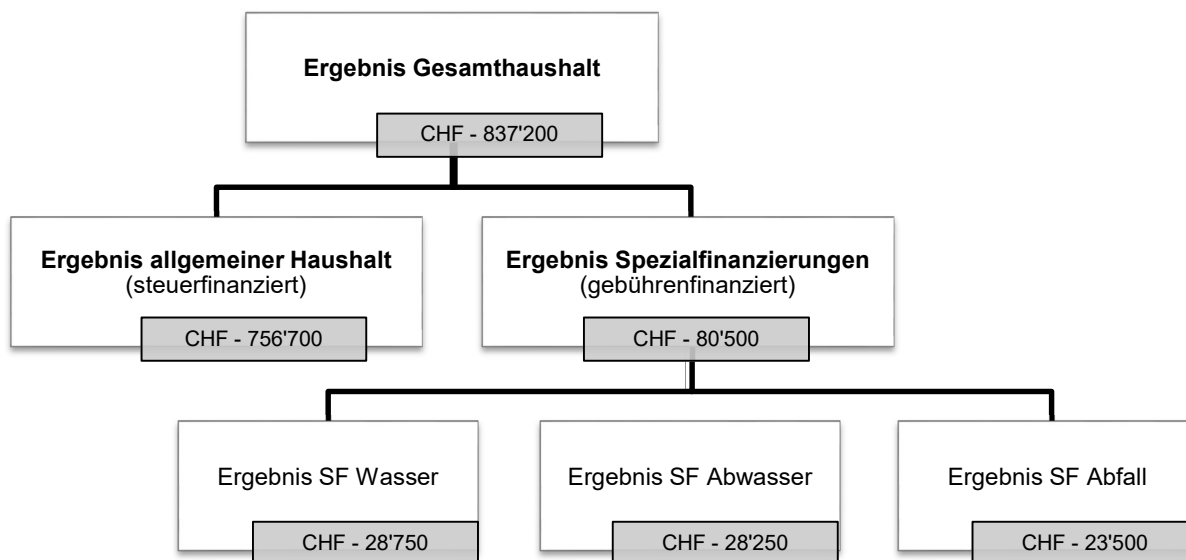 Ergebnis Gesamthaushalt
CHF - 837'200
Ergebnis allgemeiner Haushalt
(steuerfinanziert)
CHF - 756'700
Ergebnis Spezialfinanzierungen
(gebührenfinanziert)
CHF - 80'500
Ergebnis SF Wasser
CHF - 28'750
Ergebnis SF Abwasser
CHF - 28'250
Ergebnis SF Abfall
CHF - 23'500